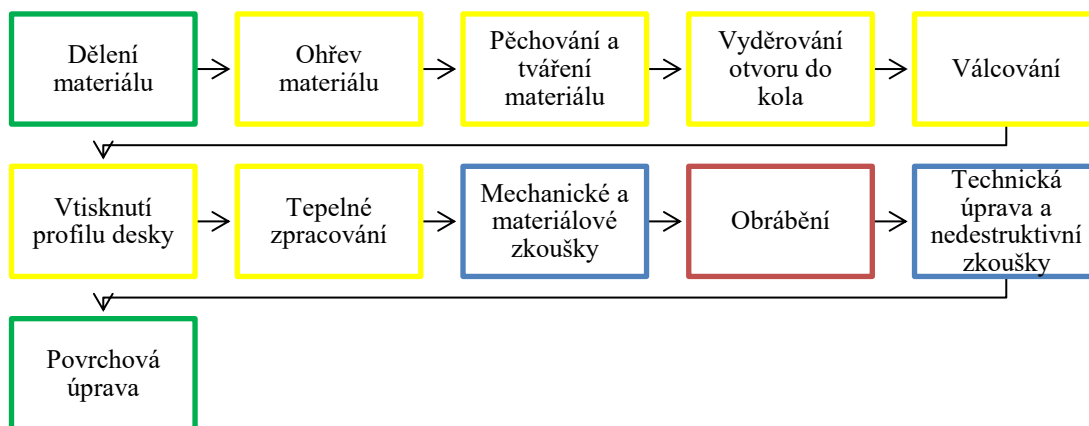 Dělení
materiálu
Ohřev
materiálu
Pěchování a
tváření
materiálu
Vyděrování
otvoru do
kola
Válcování
Vtisknutí
profilu desky
Tepelné
zpracování
Mechanické a
materiálové
zkoušky
Obrábění
Technická
úprava a
nedestruktivní
zkoušky
Povrchová
úprava